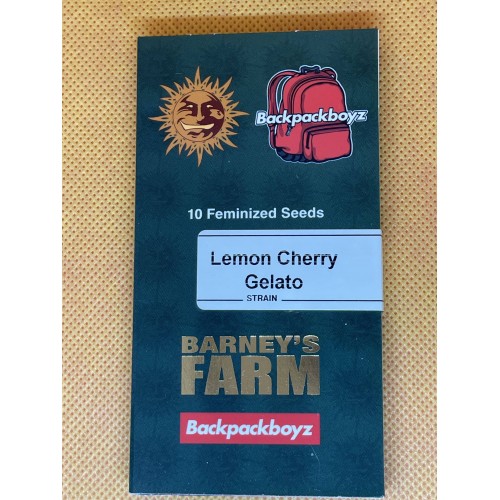 Backpackboyz
10 Feminized Seeds
Lemon Cherry
Gelato
STRAIN
BARNEY'S
FARM
Backpackboyz